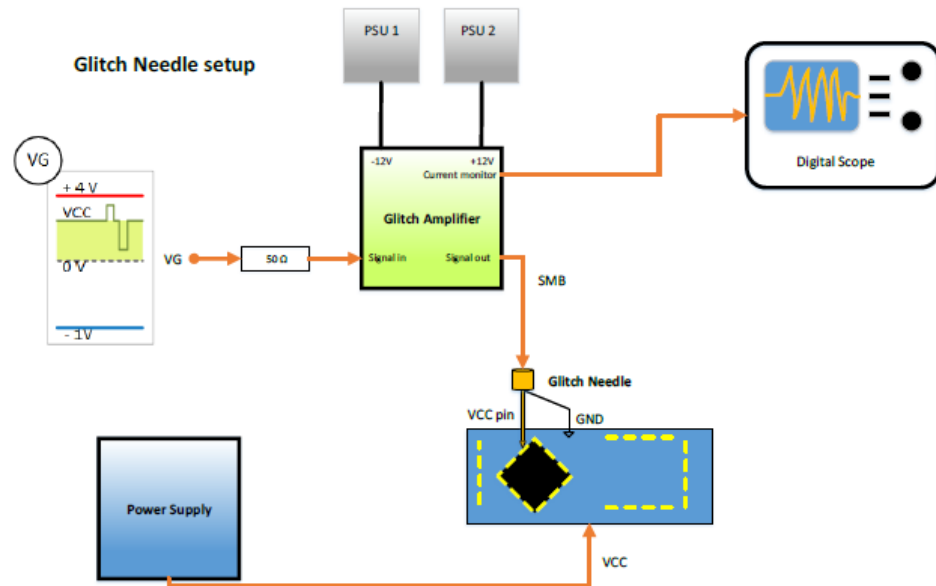 PSU 1
PSU 2
Glitch Needle setup
VG
+ 4 V
VCC
0 V
- 1V
VG
50 Ω
-12V
+12V
Current monitor
Glitch Amplifier
Signal in
Signal out
Digital Scope
SMB
Glitch Needle
VCC pin
GND
Power Supply
VCC